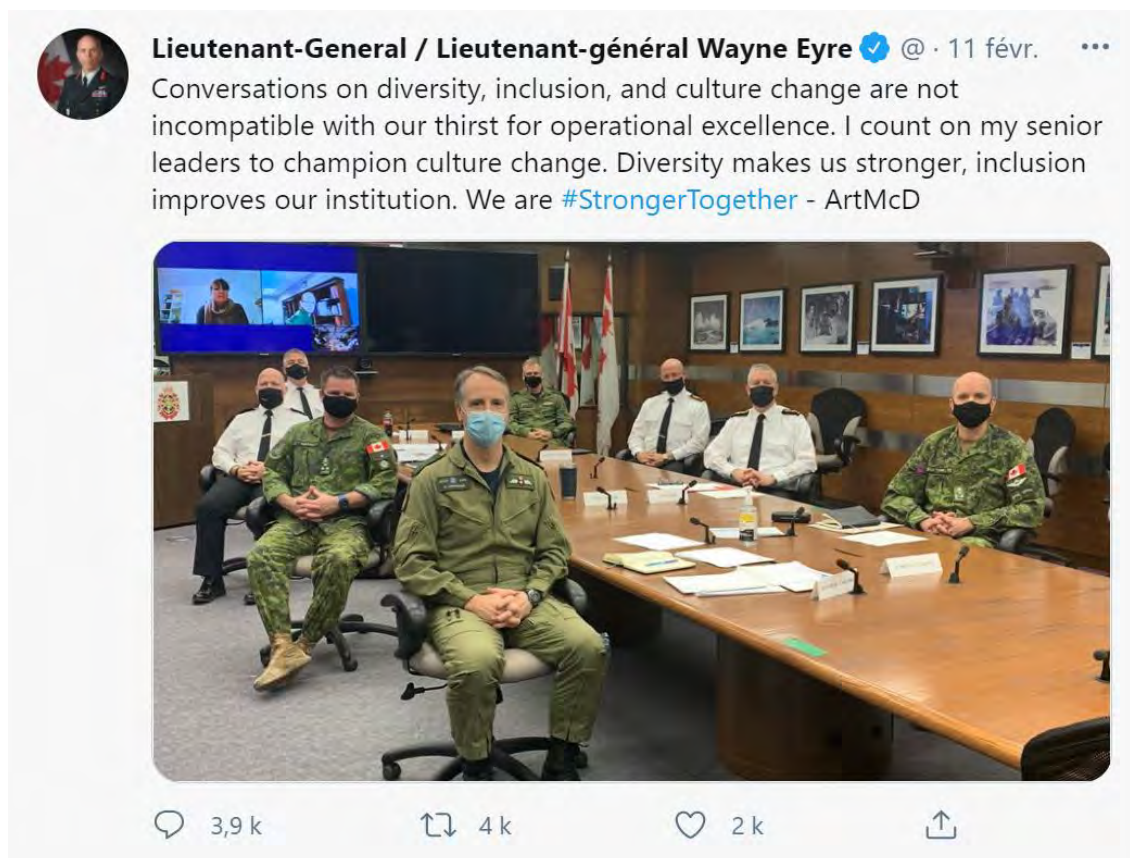 Lieutenant-General / Lieutenant-général Wayne Eyre @ · 11 févr.
Conversations on diversity, inclusion, and culture change are not
incompatible with our thirst for operational excellence. I count on my senior
leaders to champion culture change. Diversity makes us stronger, inclusion
improves our institution. We are #StrongerTogether - ArtMcD
3,9 k 4 k 2 k